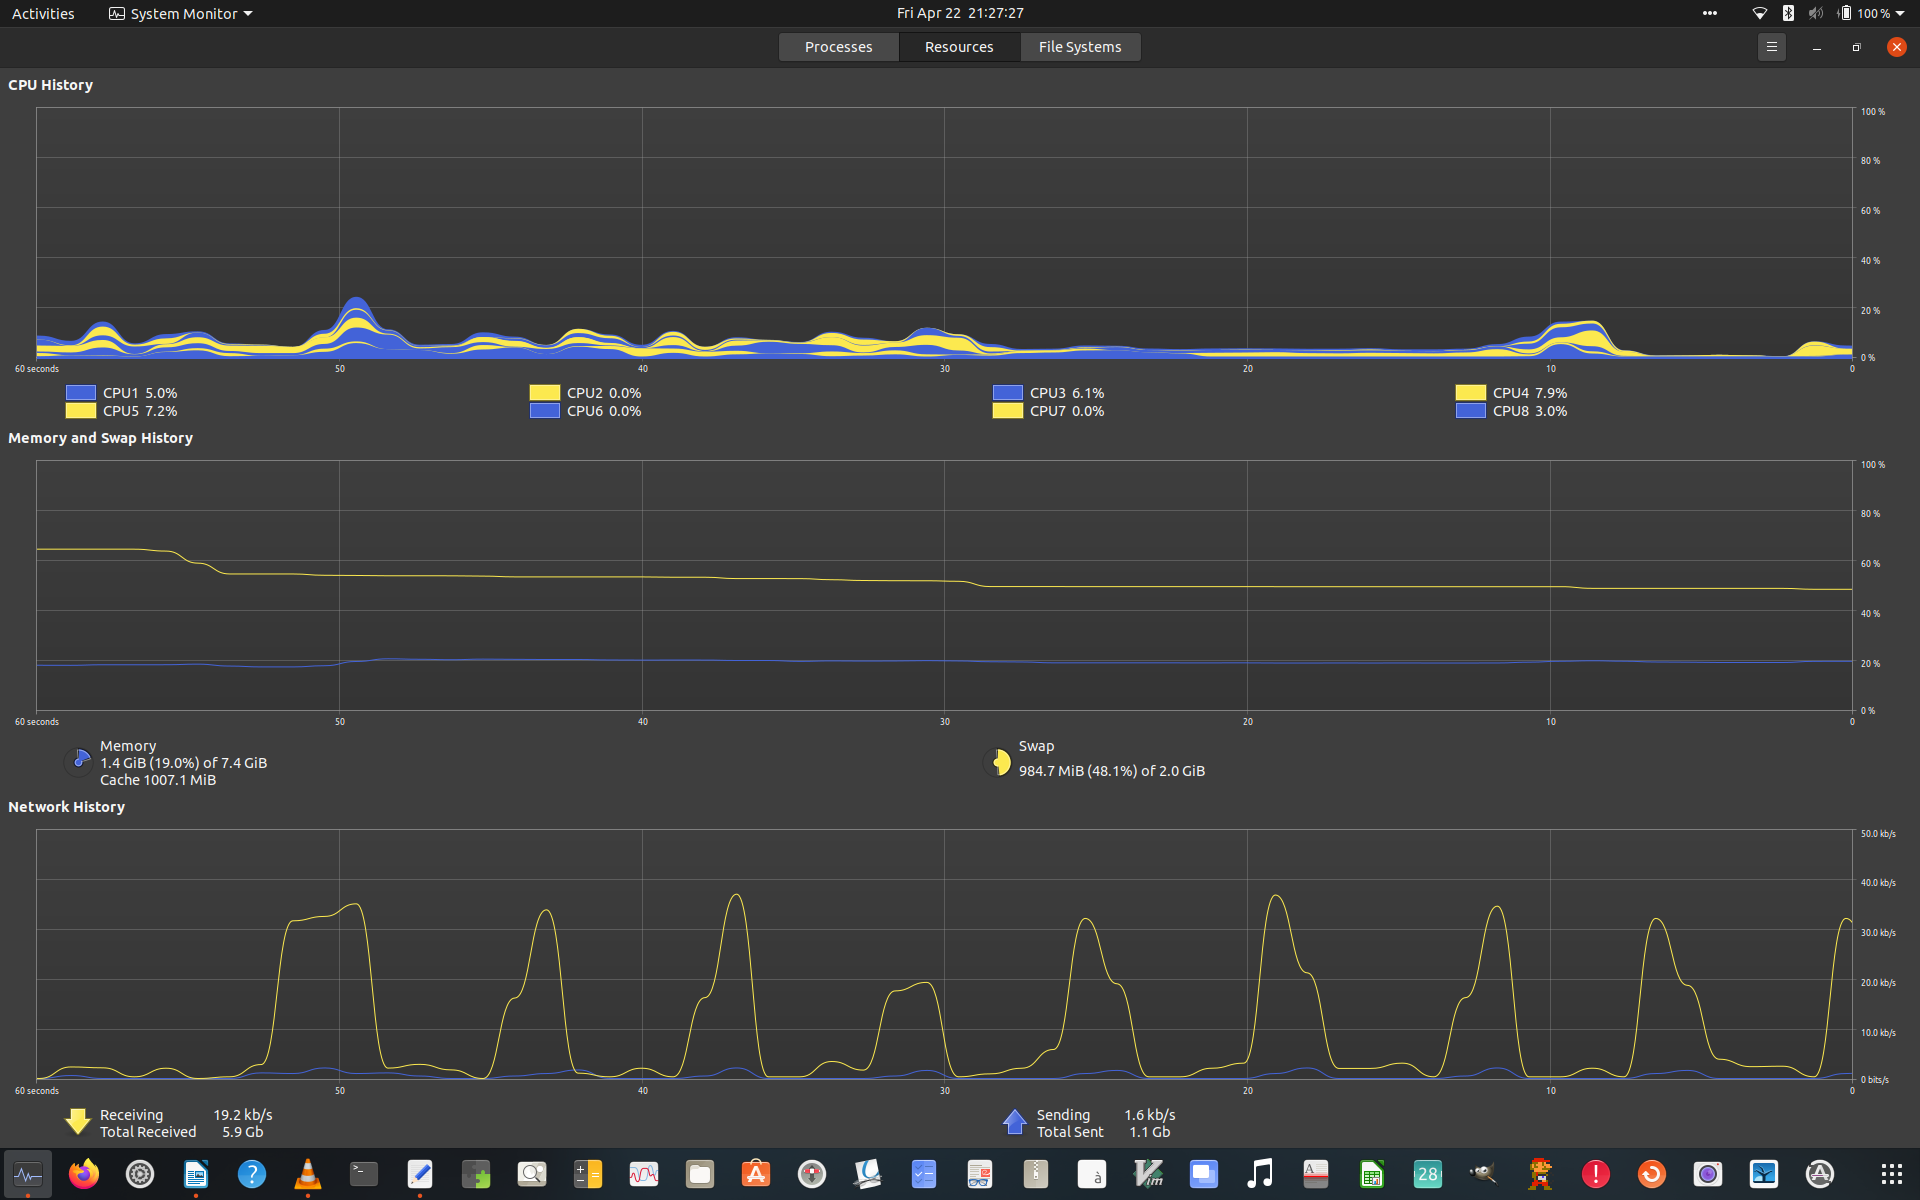 Activities System Monitor Fri Apr 22 21:27:27 100 %
Processes Resources File Systems
CPU History
100 %
80 %
60 %
40 %
20 %
0 %
60 seconds 50 40 30 20 10 0
CPU1 5.0% CPU2 0.0% CPU3 6.1% CPU4 7.9%
CPU5 7.2% CPU6 0.0% CPU7 0.0% CPU8 3.0%
Memory and Swap History
100 %
80 %
60 %
40 %
20 %
0 %
60 seconds 50 40 30 20 10 0
Memory
1.4 GiB (19.0%) of 7.4 GiB
Cache 1007.1 MiB
Swap
984.7 MiB (48.1%) of 2.0 GiB
Network History
50.0 kb/s
40.0 kb/s
30.0 kb/s
20.0 kb/s
10.0 kb/s
0 bits/s
60 seconds 50 40 30 20 10 0
Receiving 19.2 kb/s
Total Received 5.9 Gb
Sending 1.6 kb/s
Total Sent 1.1 Gb
? >_ à Vim A 28 !